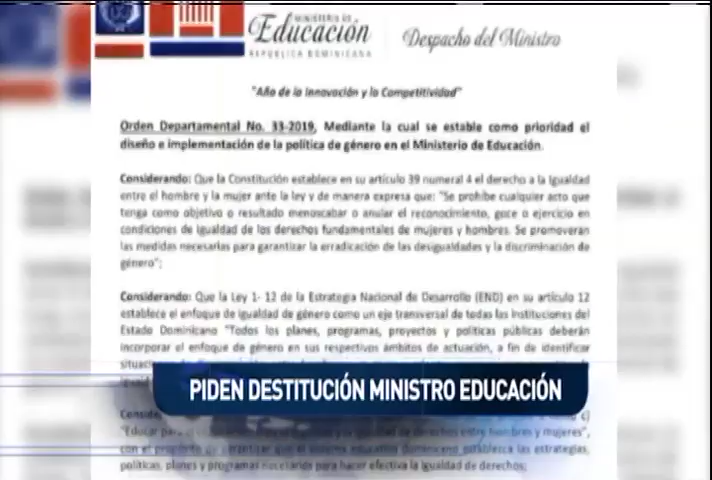 MINISTERIO DE
Educación
REPÚBLICA DOMINICANA
Despacho del Ministro
"Año de la Innovación y la Competitividad"
Orden Departamental No. 33-2019, Mediante la cual se estable como prioridad el
diseño e implementación de la política de género en el Ministerio de Educación.
Considerando: Que la Constitución establece en su artículo 39 numeral 4 el derecho a la igualdad
entre el hombre y la mujer ante la ley y de manera expresa que: "Se prohíbe cualquier acto que
tenga como objetivo o resultado menoscabar o anular el reconocimiento, goce o ejercicio en
condiciones de igualdad de los derechos fundamentales de mujeres y hombres. Se promoverán
las medidas necesarias para garantizar la erradicación de las desigualdades y la discriminación de
género";
Considerando: Que la Ley 1- 12 de la Estrategia Nacional de Desarrollo (END) en su artículo 12
establece el enfoque de igualdad de género como un eje transversal de todas las instituciones del
Estado Dominicano "Todos los planes, programas, proyectos y políticas públicas deberán
incorporar el enfoque de género en sus respectivos ámbitos de actuación, a fin de identificar
situacion
PIDEN DESTITUCIÓN MINISTRO EDUCACIÓN
Conside
"Educar para derechos entre hombres y mujeres",
con el propósito de garantizar que el sistema educativo dominicano establezca las estrategias,
políticas, planes y programas necesarios para hacer efectiva la igualdad de derechos;